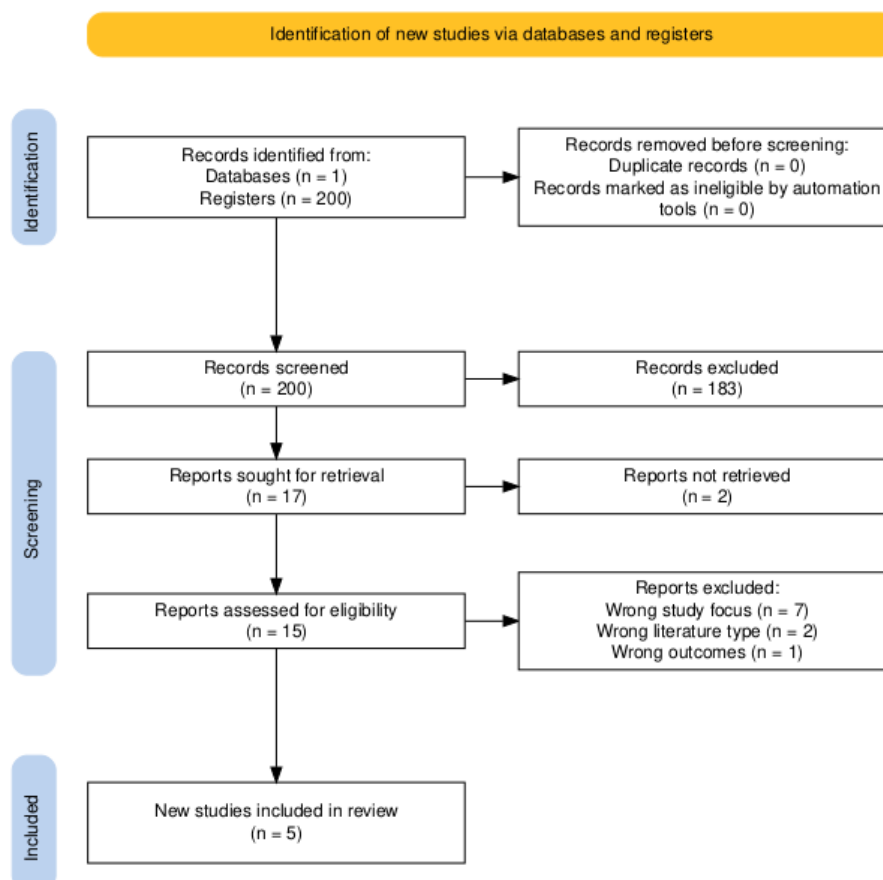 Identification of new studies via databases and registers
Identification
Records identified from:
Databases (n = 1)
Registers (n = 200)
Records removed before screening:
Duplicate records (n = 0)
Records marked as ineligible by automation
tools (n = 0)
Screening
Records screened
(n = 200)
Records excluded
(n = 183)
Reports sought for retrieval
(n = 17)
Reports not retrieved
(n = 2)
Reports assessed for eligibility
(n = 15)
Reports excluded:
Wrong study focus (n = 7)
Wrong literature type (n = 2)
Wrong outcomes (n = 1)
Included
New studies included in review
(n = 5)